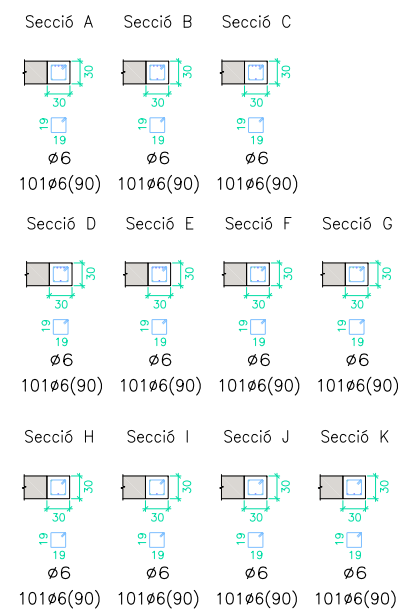 Secció A Secció B Secció C
30 30 30
30 30 30
19 19 19
19 19 19
ø6 ø6 ø6
101ø6(90) 101ø6(90) 101ø6(90)
Secció D Secció E Secció F Secció G
30 30 30 30
30 30 30 30
19 19 19 19
19 19 19 19
ø6 ø6 ø6 ø6
101ø6(90) 101ø6(90) 101ø6(90) 101ø6(90)
Secció H Secció I Secció J Secció K
30 30 30 30
30 30 30 30
19 19 19 19
19 19 19 19
ø6 ø6 ø6 ø6
101ø6(90) 101ø6(90) 101ø6(90) 101ø6(90)